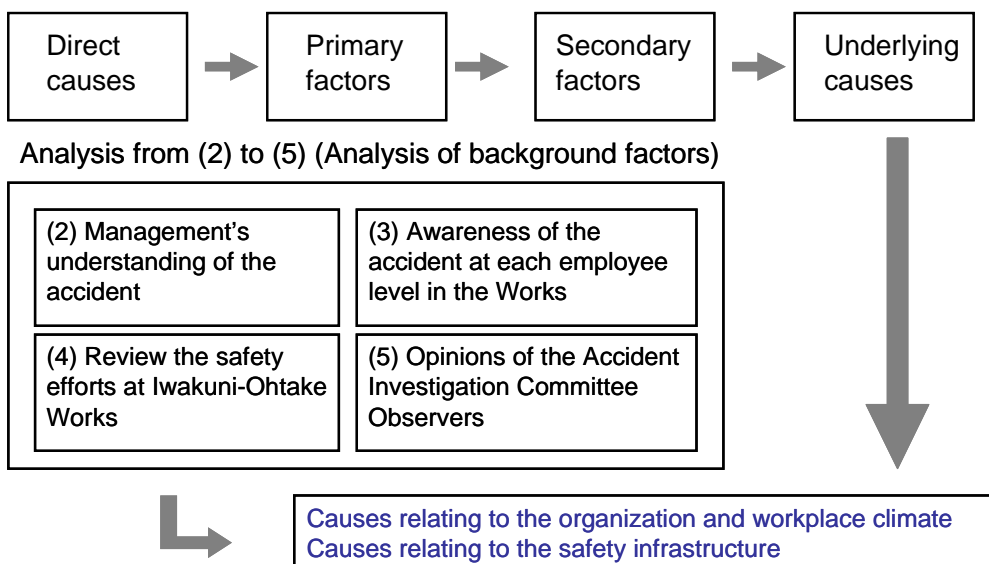 Direct
causes
Primary
factors
Secondary
factors
Underlying
causes
Analysis from (2) to (5) (Analysis of background factors)
(2) Management's
understanding of the
accident
(3) Awareness of the
accident at each employee
level in the Works
(4) Review the safety
efforts at Iwakuni-Ohtake
Works
(5) Opinions of the Accident
Investigation Committee
Observers
Causes relating to the organization and workplace climate
Causes relating to the safety infrastructure